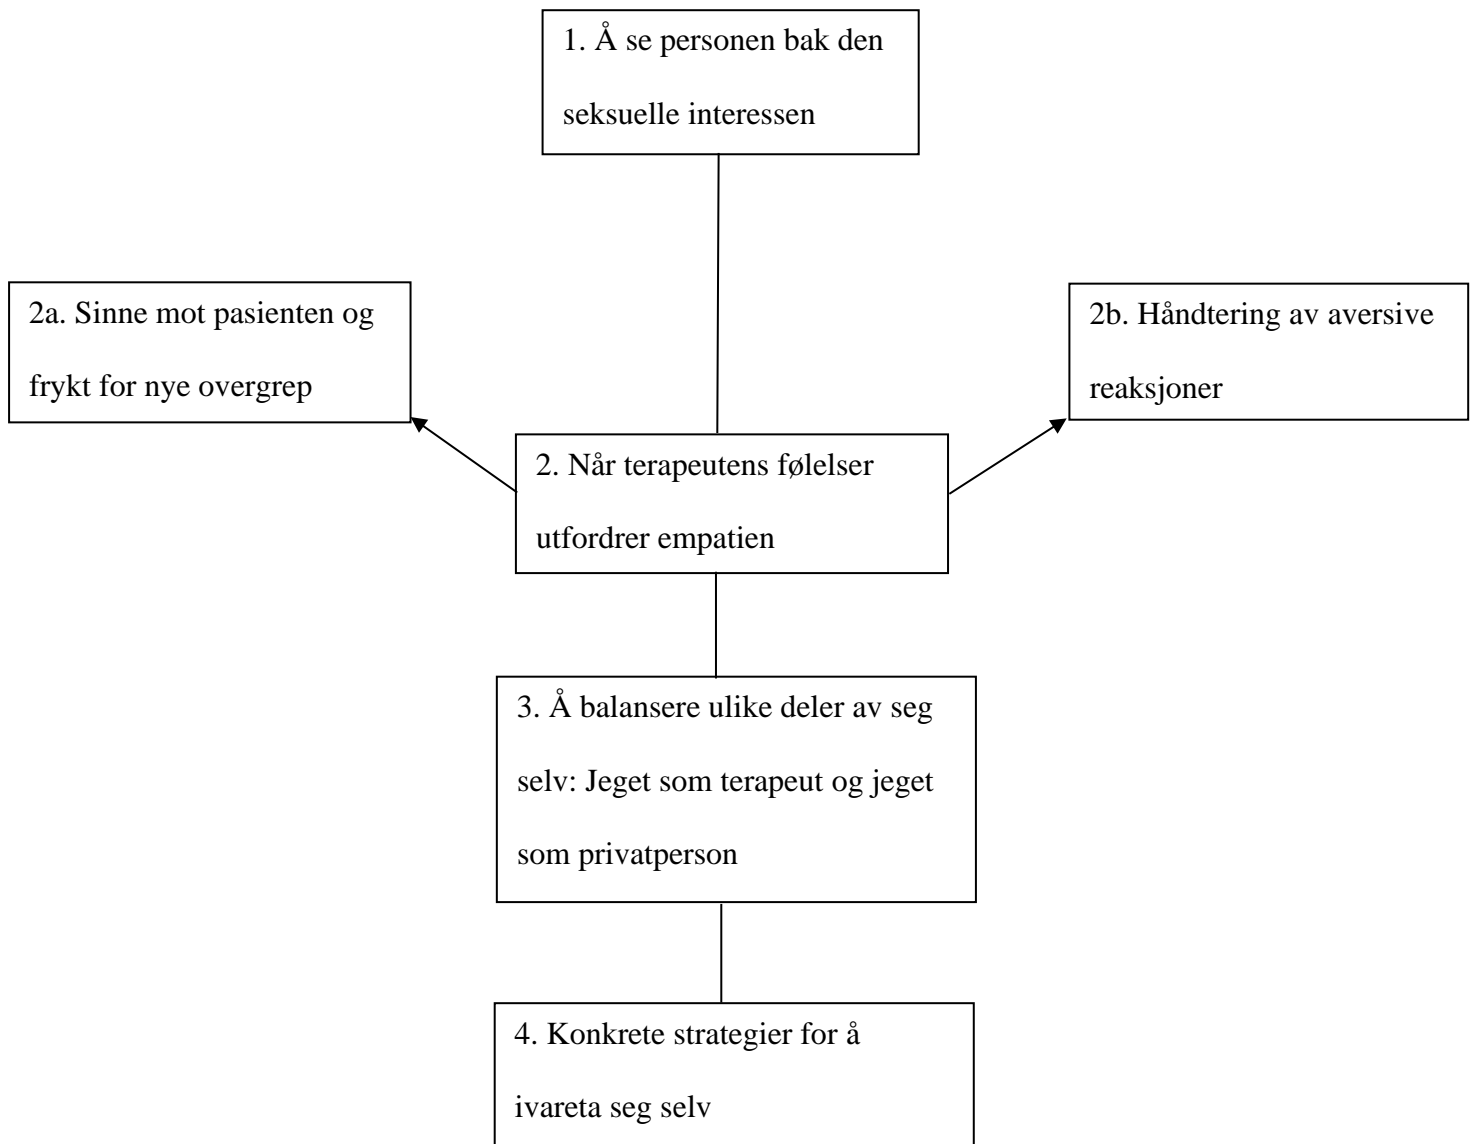 1. Å se personen bak den
seksuelle interessen
2a. Sinne mot pasienten og
frykt for nye overgrep
2b. Håndtering av aversive
reaksjoner
2. Når terapeutens følelser
utfordrer empatien
3. Å balansere ulike deler av seg
selv: Jeget som terapeut og jeget
som privatperson
4. Konkrete strategier for å
ivareta seg selv